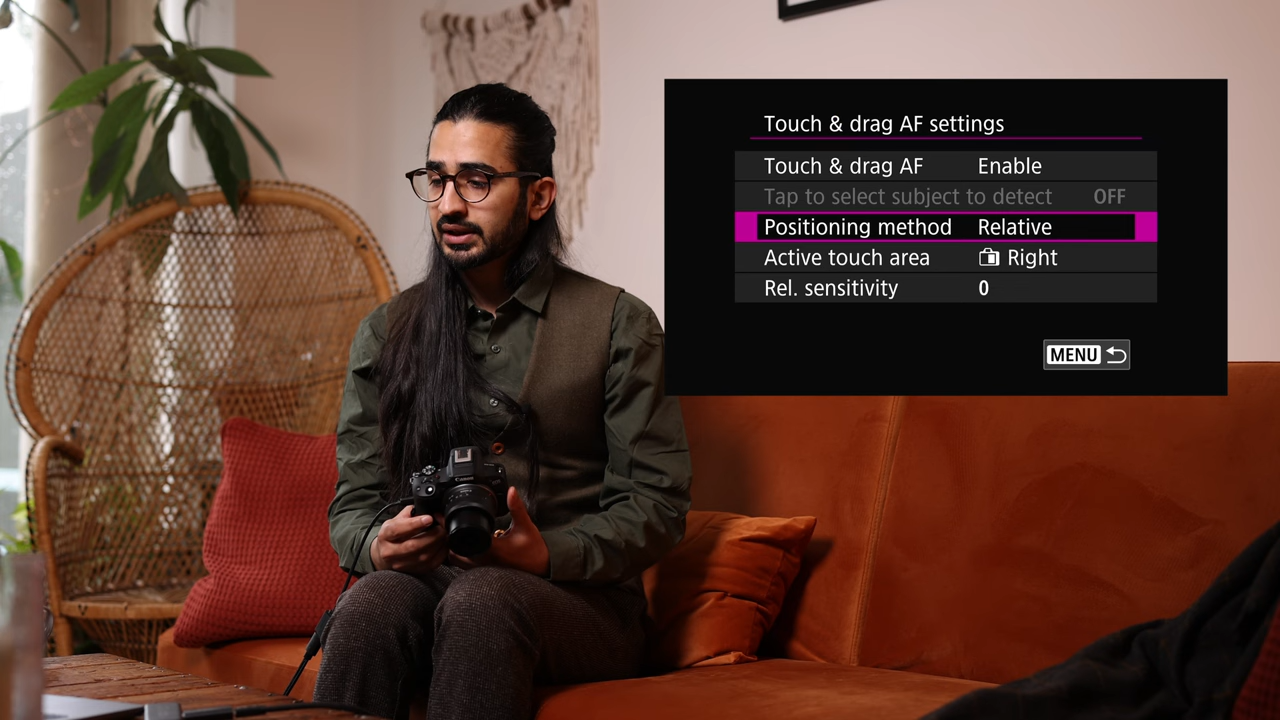 Touch & drag AF settings
Touch & drag AF Enable
Tap to select subject to detect OFF
Positioning method Relative
Active touch area Right
Rel. sensitivity 0
MENU
Canon